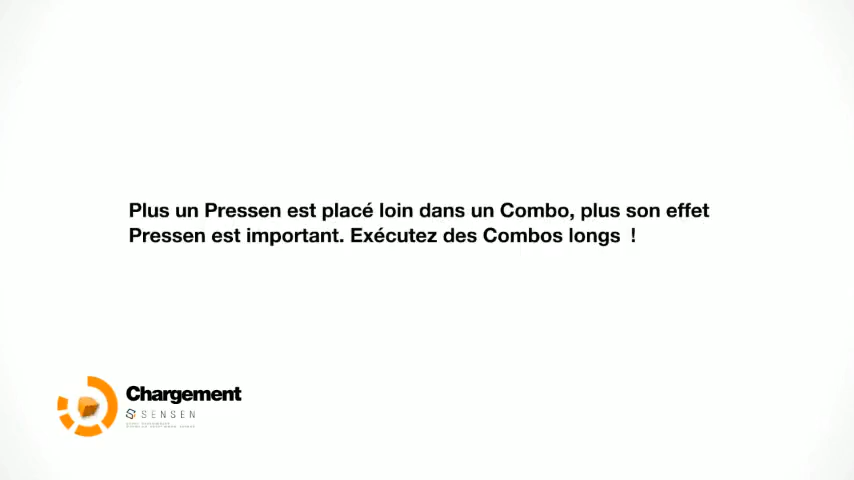 Plus un Pressen est placé loin dans un Combo, plus son effet
Pressen est important. Exécutez des Combos longs  !
Chargement
SENSEN